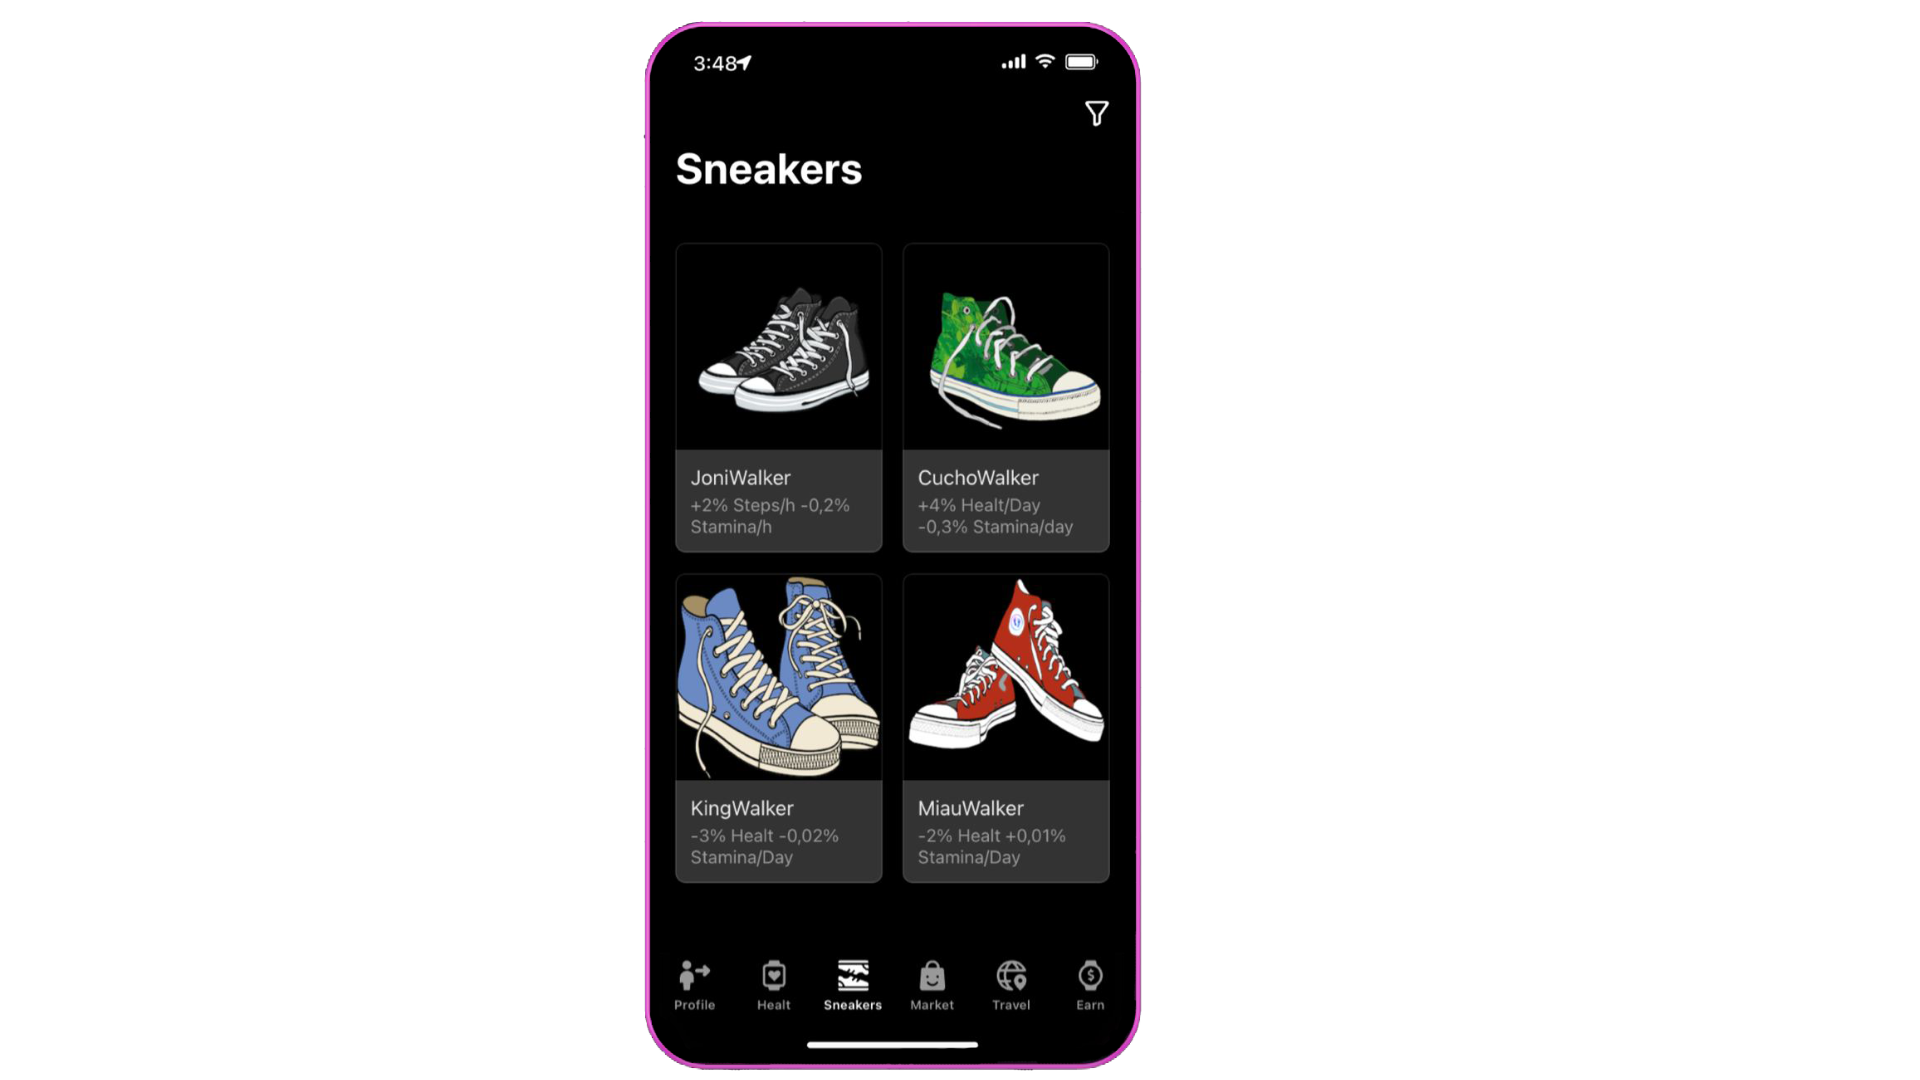 3:48
Sneakers
JoniWalker
+2% Steps/h -0,2%
Stamina/h
CuchoWalker
+4% Healt/Day
-0,3% Stamina/day
KingWalker
-3% Healt -0,02%
Stamina/Day
MiauWalker
-2% Healt +0,01%
Stamina/Day
Profile
Healt
Sneakers
Market
Travel
Earn